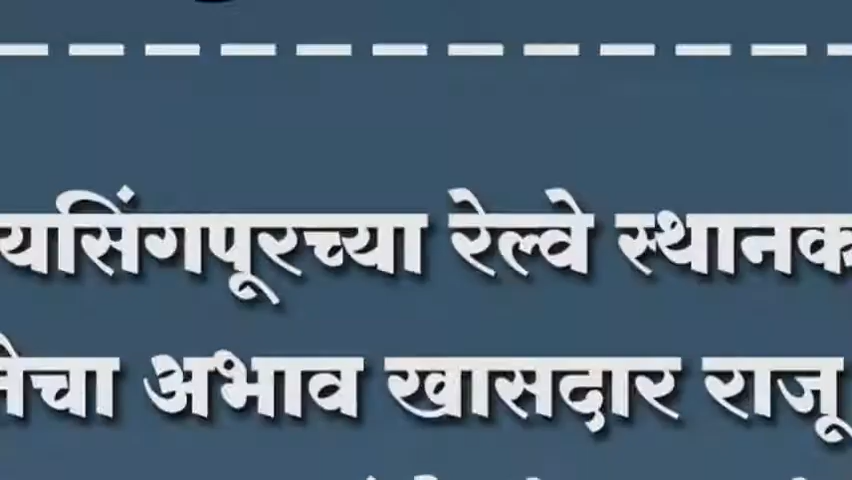 यसिंगपूरच्या रेल्वे स्थानक
तेचा अभाव खासदार राजू